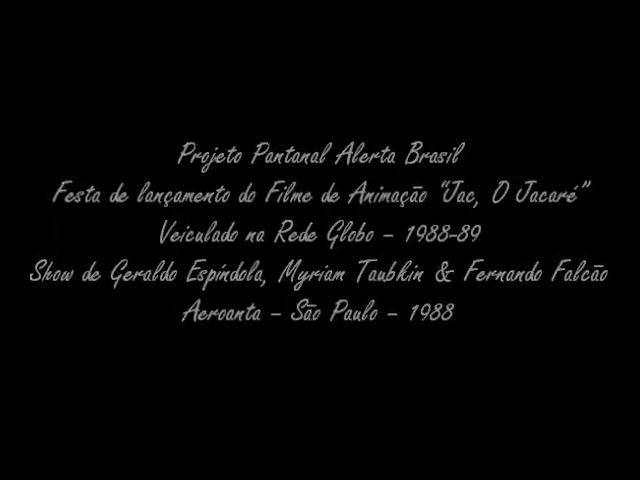 Projeto Pantanal Alerta Brasil
Festa de lançamento do Filme de Animação “Jac, O Jacaré”
Veiculado na Rede Globo – 1988-89
Show de Geraldo Espíndola, Myriam Taubkin & Fernando Falcão
Aeroanta – São Paulo – 1988